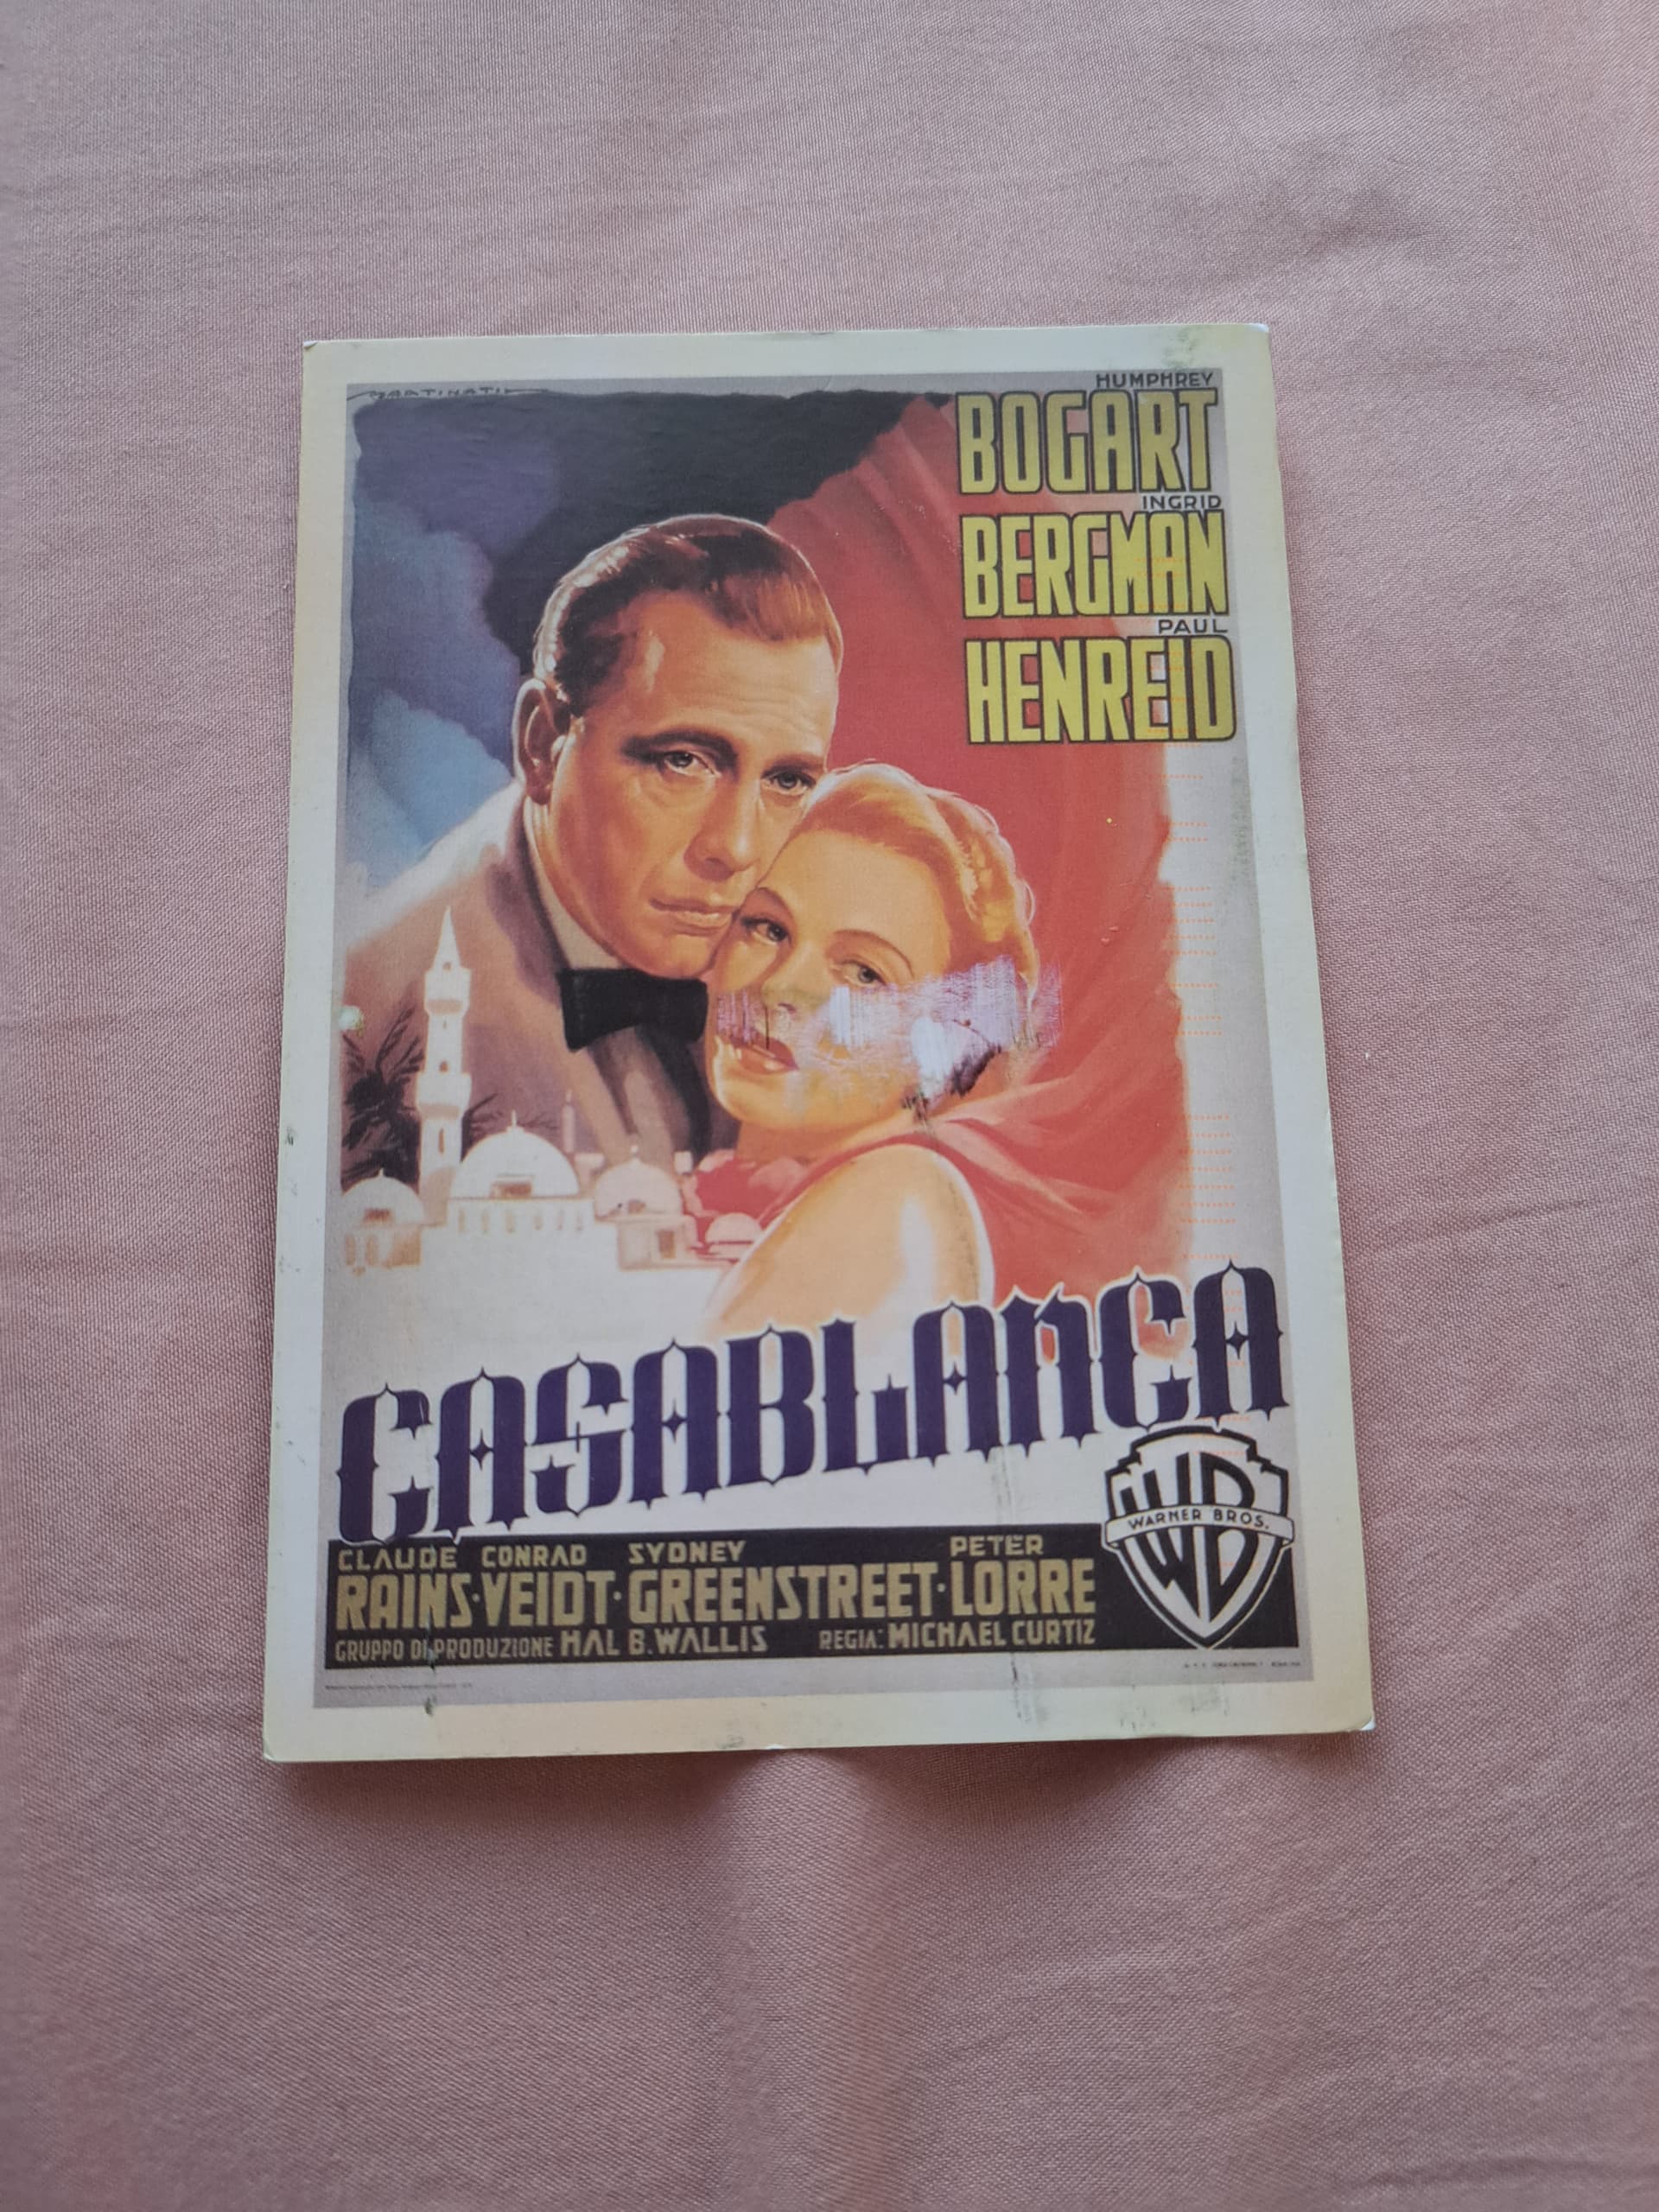 MARTINATI
HUMPHREY
BOGART
INGRID
BERGMAN
PAUL
HENREID
CASABLANCA
WB
WARNER BROS.
CLAUDE CONRAD SYDNEY PETER
RAINS·VEIDT·GREENSTREET·LORRE
GRUPPO DI PRODUZIONE HAL B. WALLIS REGIA: MICHAEL CURTIZ